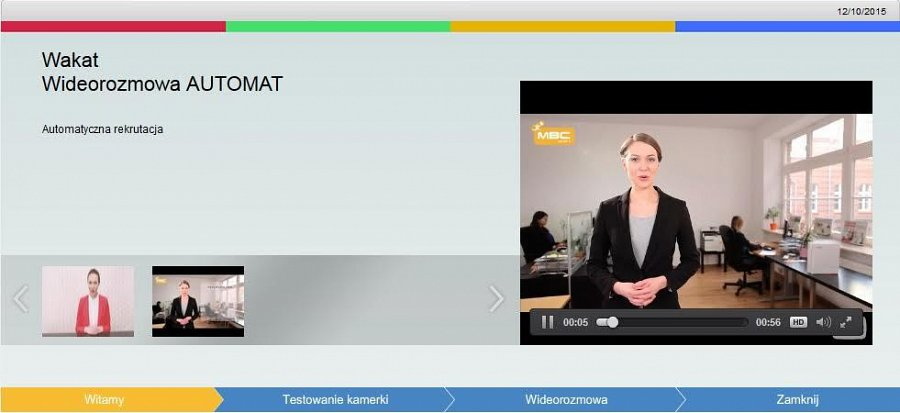 12/10/2015
Wakat
Wideorozmowa AUTOMAT
Automatyczna rekrutacja
MBC
00:05
00:56
HD
Witamy
Testowanie kamerki
Wideorozmowa
Zamknij